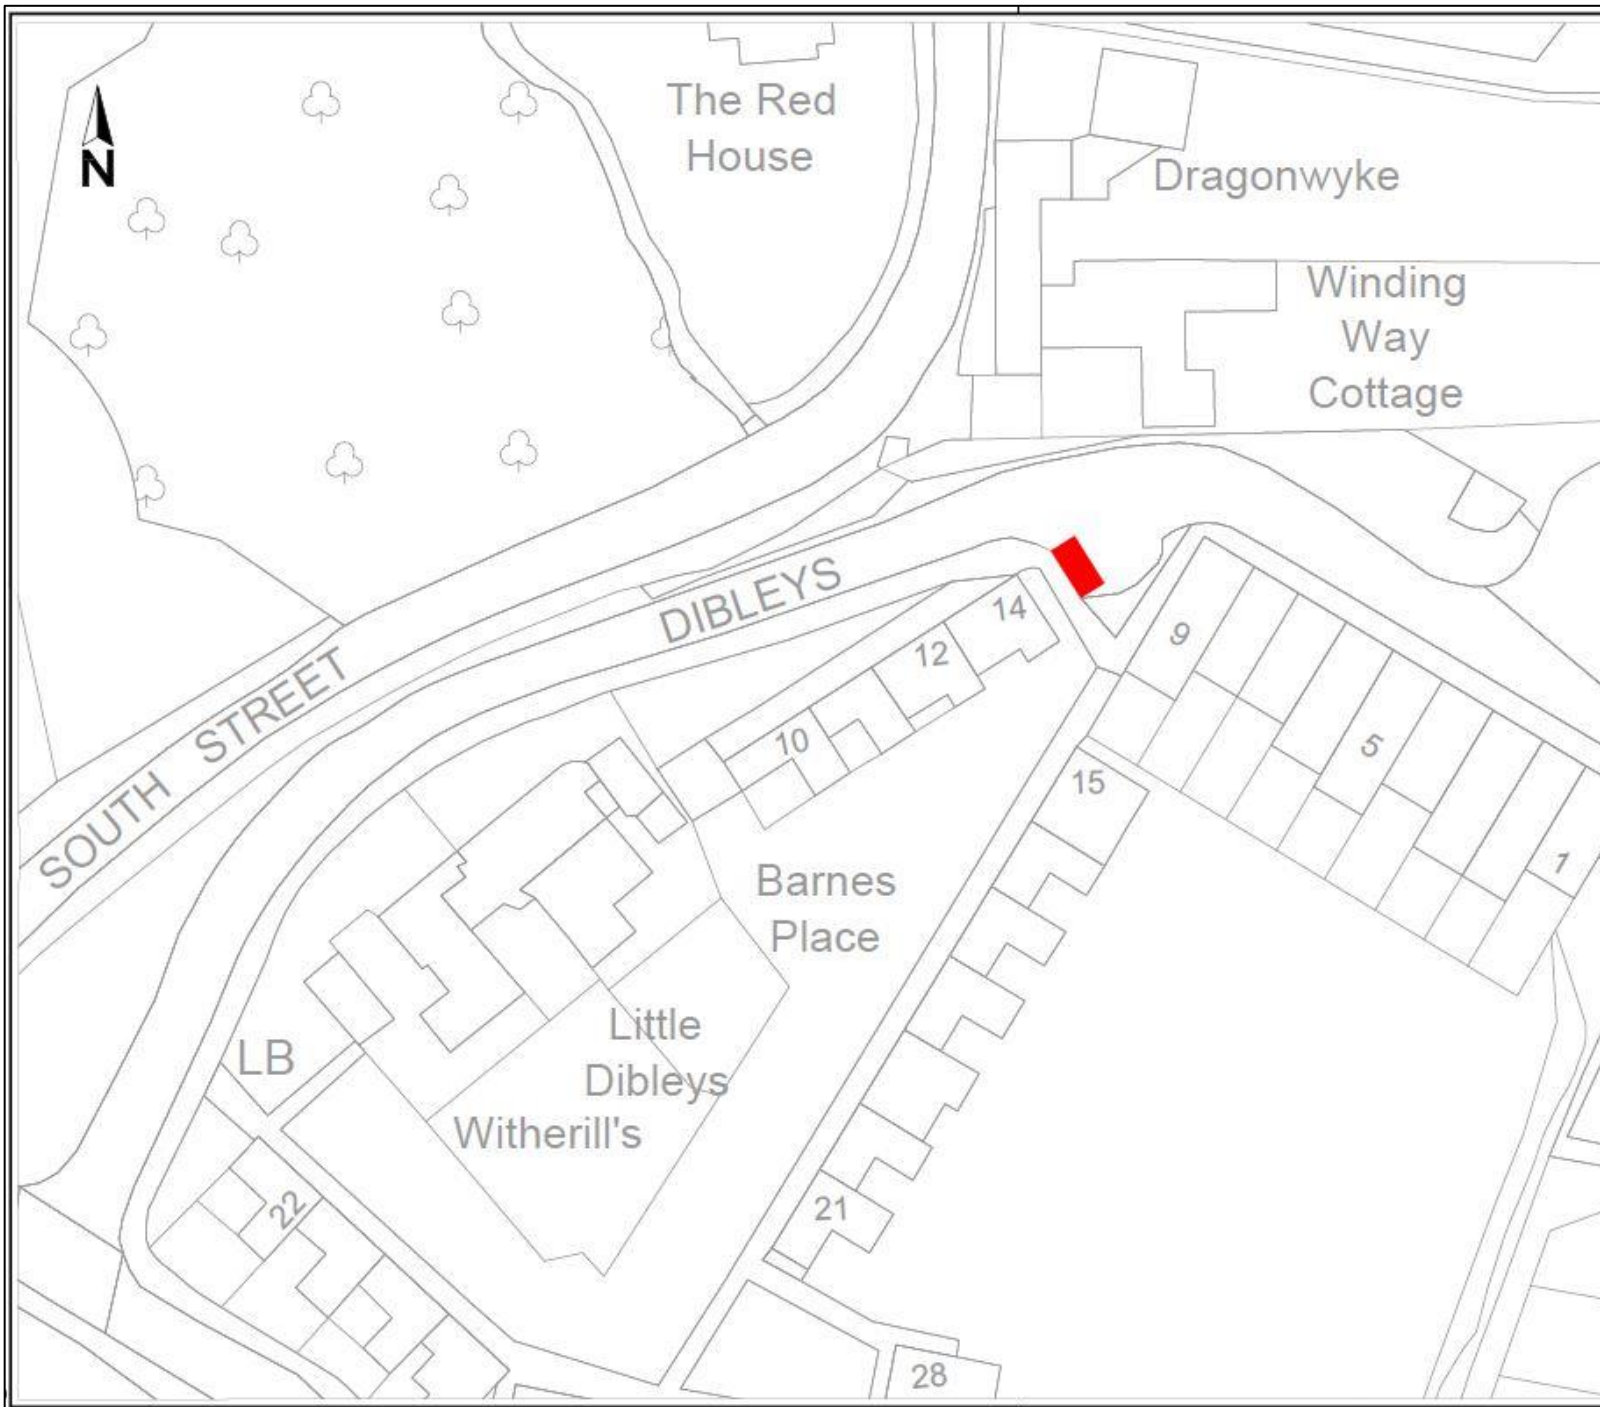 The Red
House
N
Dragonwyke
Winding
Way
Cottage
DIBLEYS
14
12
10
9
5
1
SOUTH STREET
15
Barnes
Place
Little
Dibleys
LB
Witherill's
22
21
28